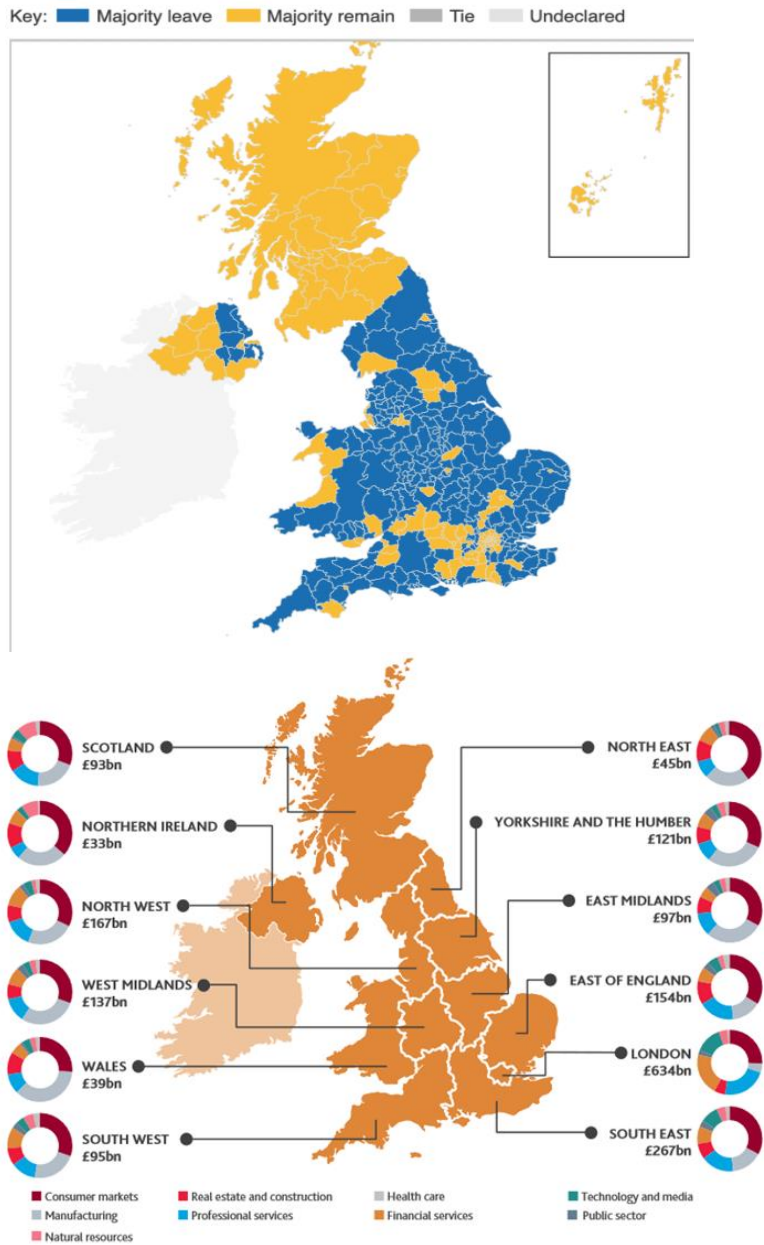 Key: Majority leave Majority remain Tie Undeclared
SCOTLAND
£93bn
NORTHERN IRELAND
£33bn
NORTH WEST
£167bn
WEST MIDLANDS
£137bn
WALES
£39bn
SOUTH WEST
£95bn
NORTH EAST
£45bn
YORKSHIRE AND THE HUMBER
£121bn
EAST MIDLANDS
£97bn
EAST OF ENGLAND
£154bn
LONDON
£634bn
SOUTH EAST
£267bn
Consumer markets Real estate and construction Health care Technology and media
Manufacturing Professional services Financial services Public sector
Natural resources